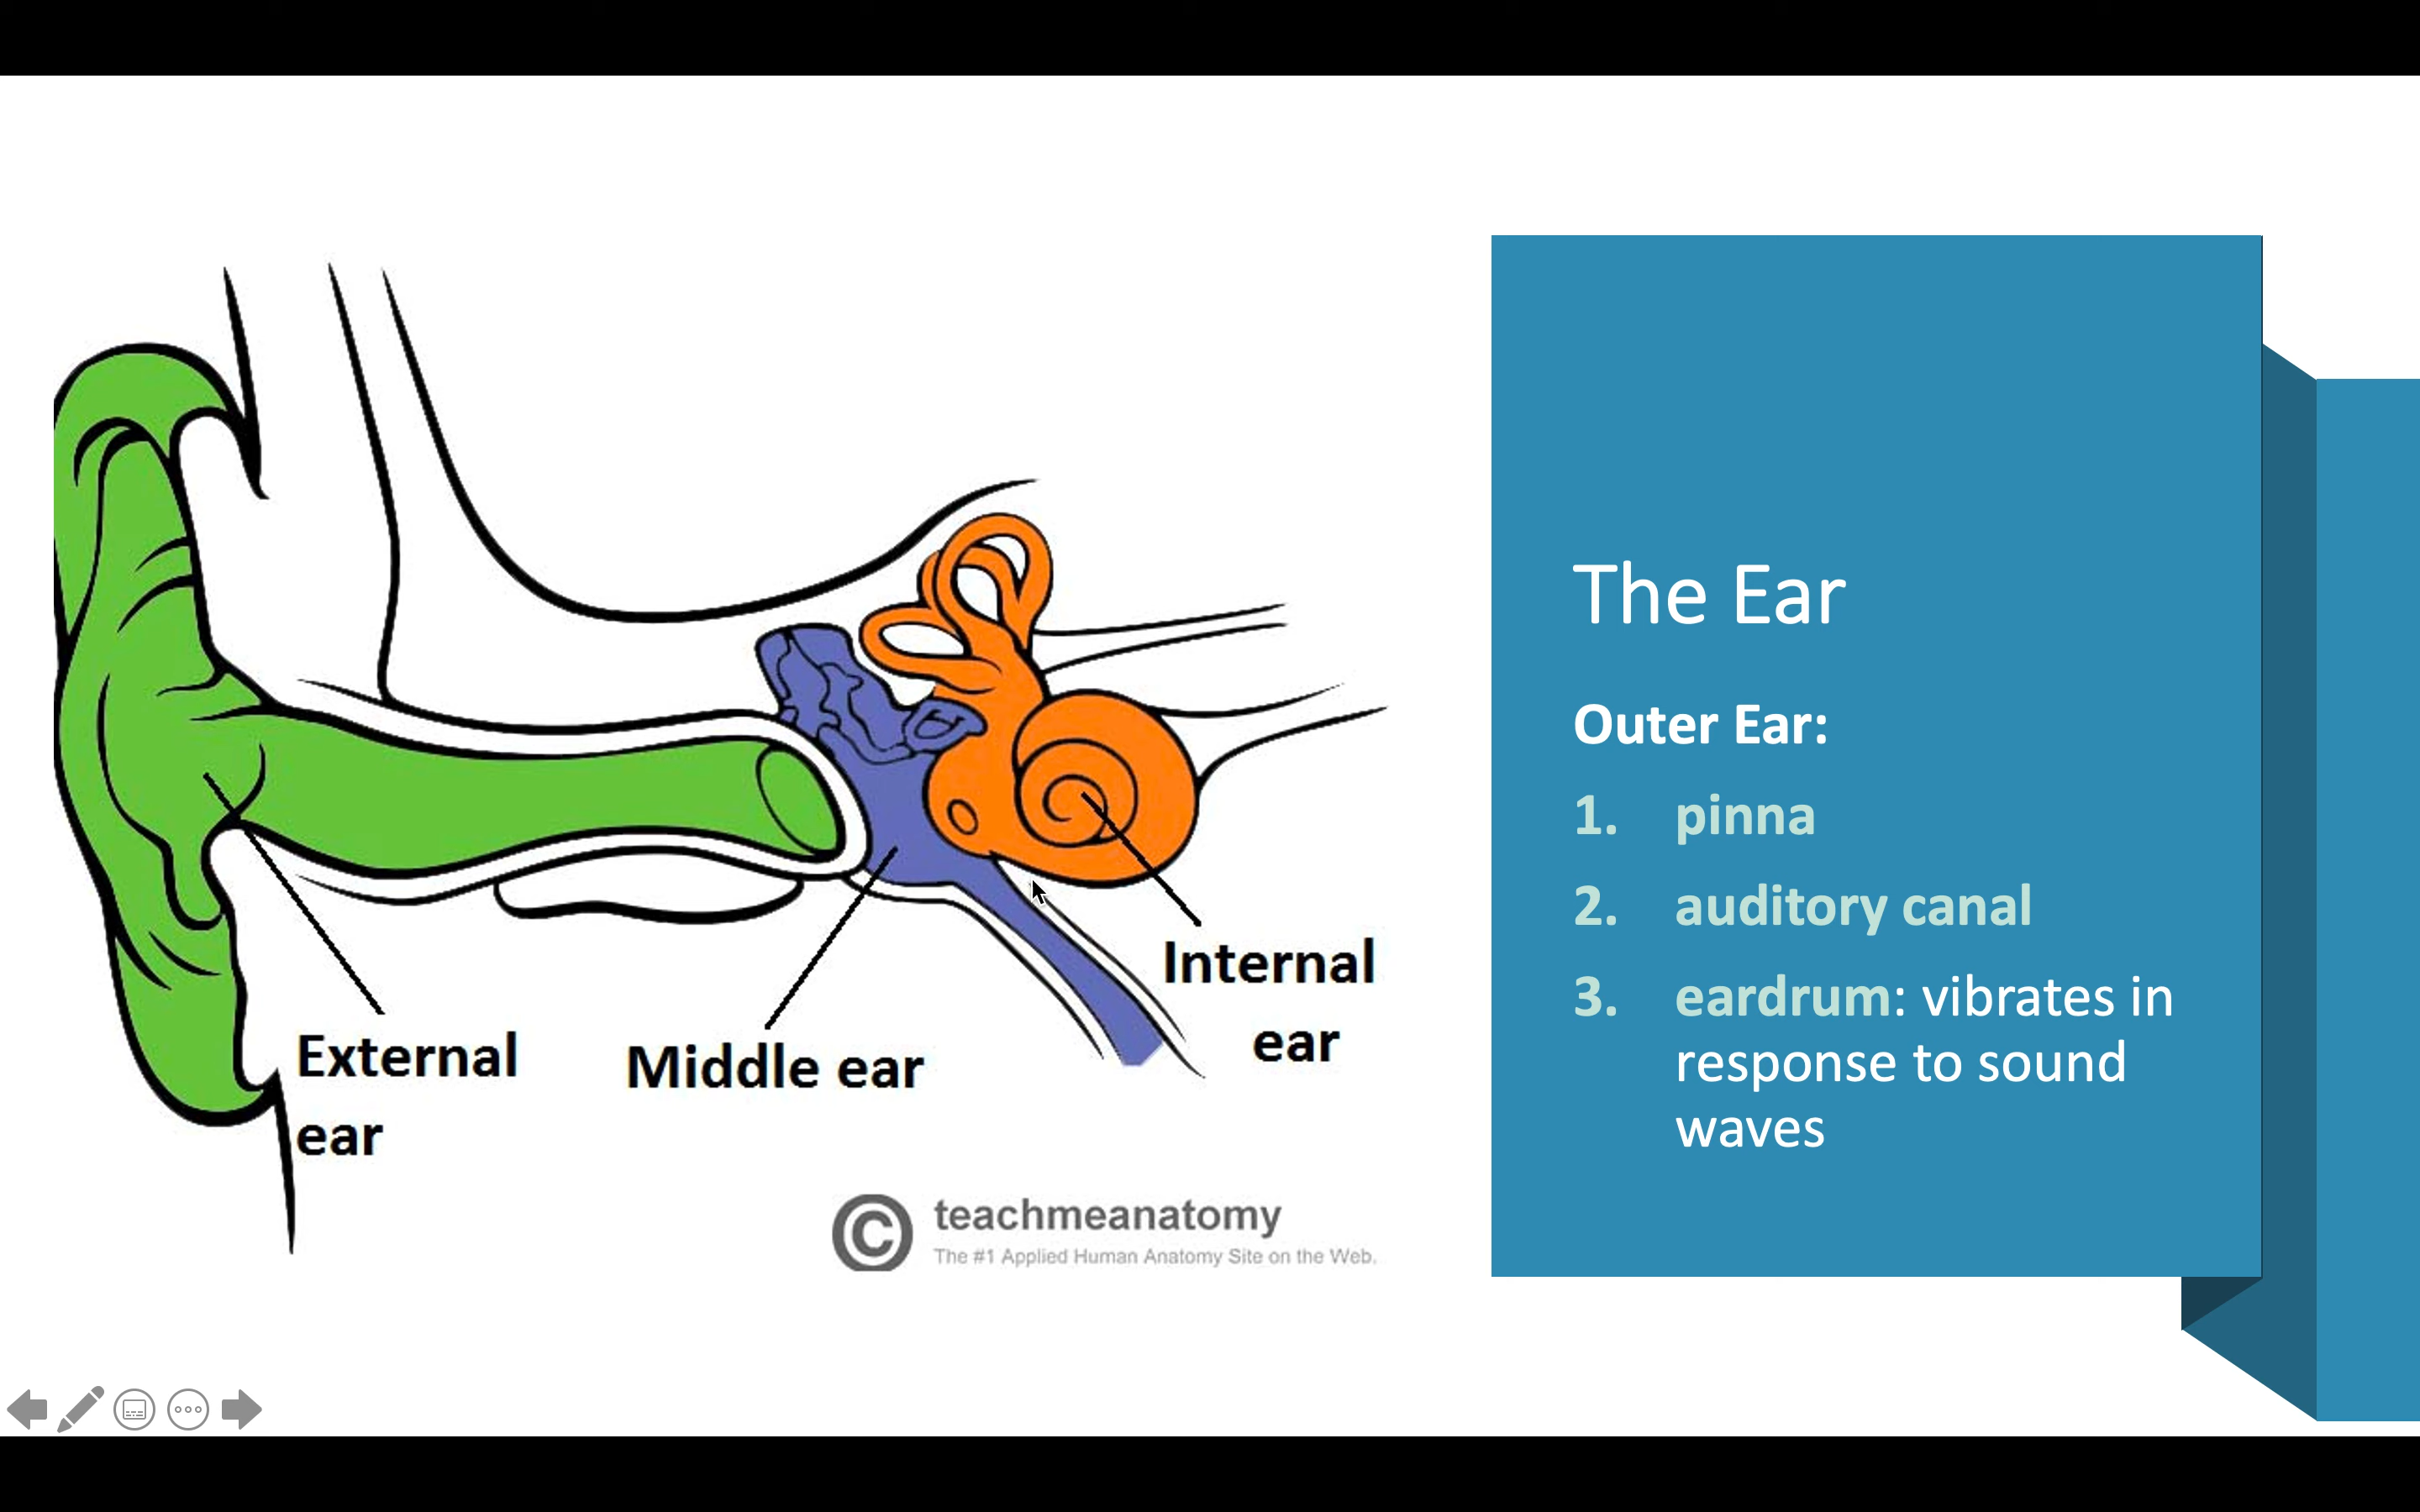 External
ear
Middle ear
Internal
ear
© teachmeanatomy
The #1 Applied Human Anatomy Site on the Web.
The Ear
Outer Ear:
1. pinna
2. auditory canal
3. eardrum: vibrates in
response to sound
waves